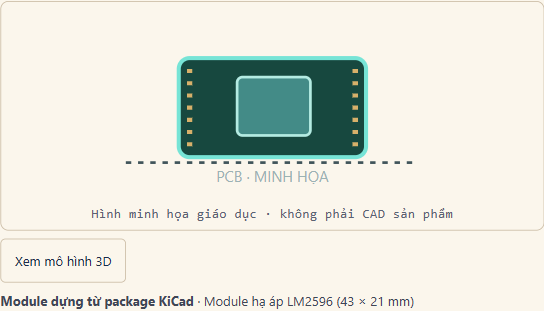 PCB · MINH HỌA
Hình minh họa giáo dục · không phải CAD sản phẩm
Xem mô hình 3D
Module dựng từ package KiCad · Module hạ áp LM2596 (43 × 21 mm)